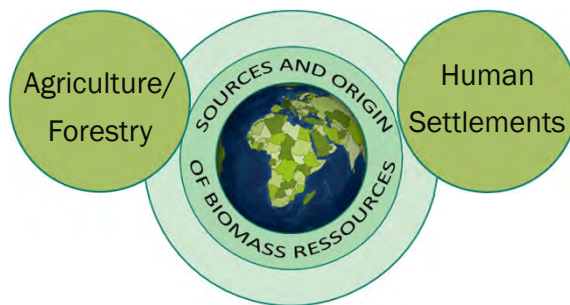 Agriculture/
Forestry
SOURCES AND ORIGIN
OF BIOMASS RESSOURCES
Human
Settlements